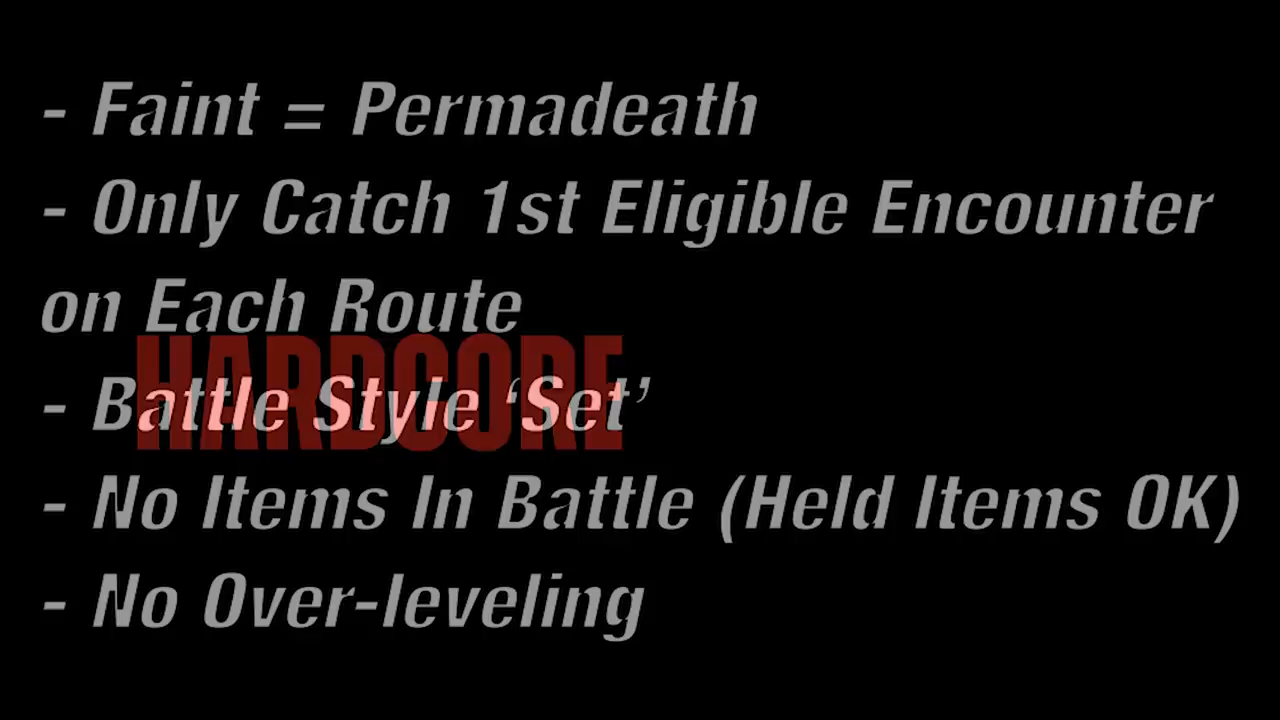 - Faint = Permadeath
- Only Catch 1st Eligible Encounter
on Each Route
HARDCORE
- Battle Style ‘Set’
- No Items In Battle (Held Items OK)
- No Over-leveling